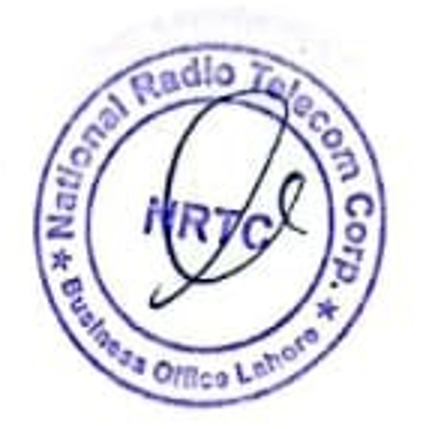 National Radio Telecom Corp.
NRTC
* Business Office Lahore *